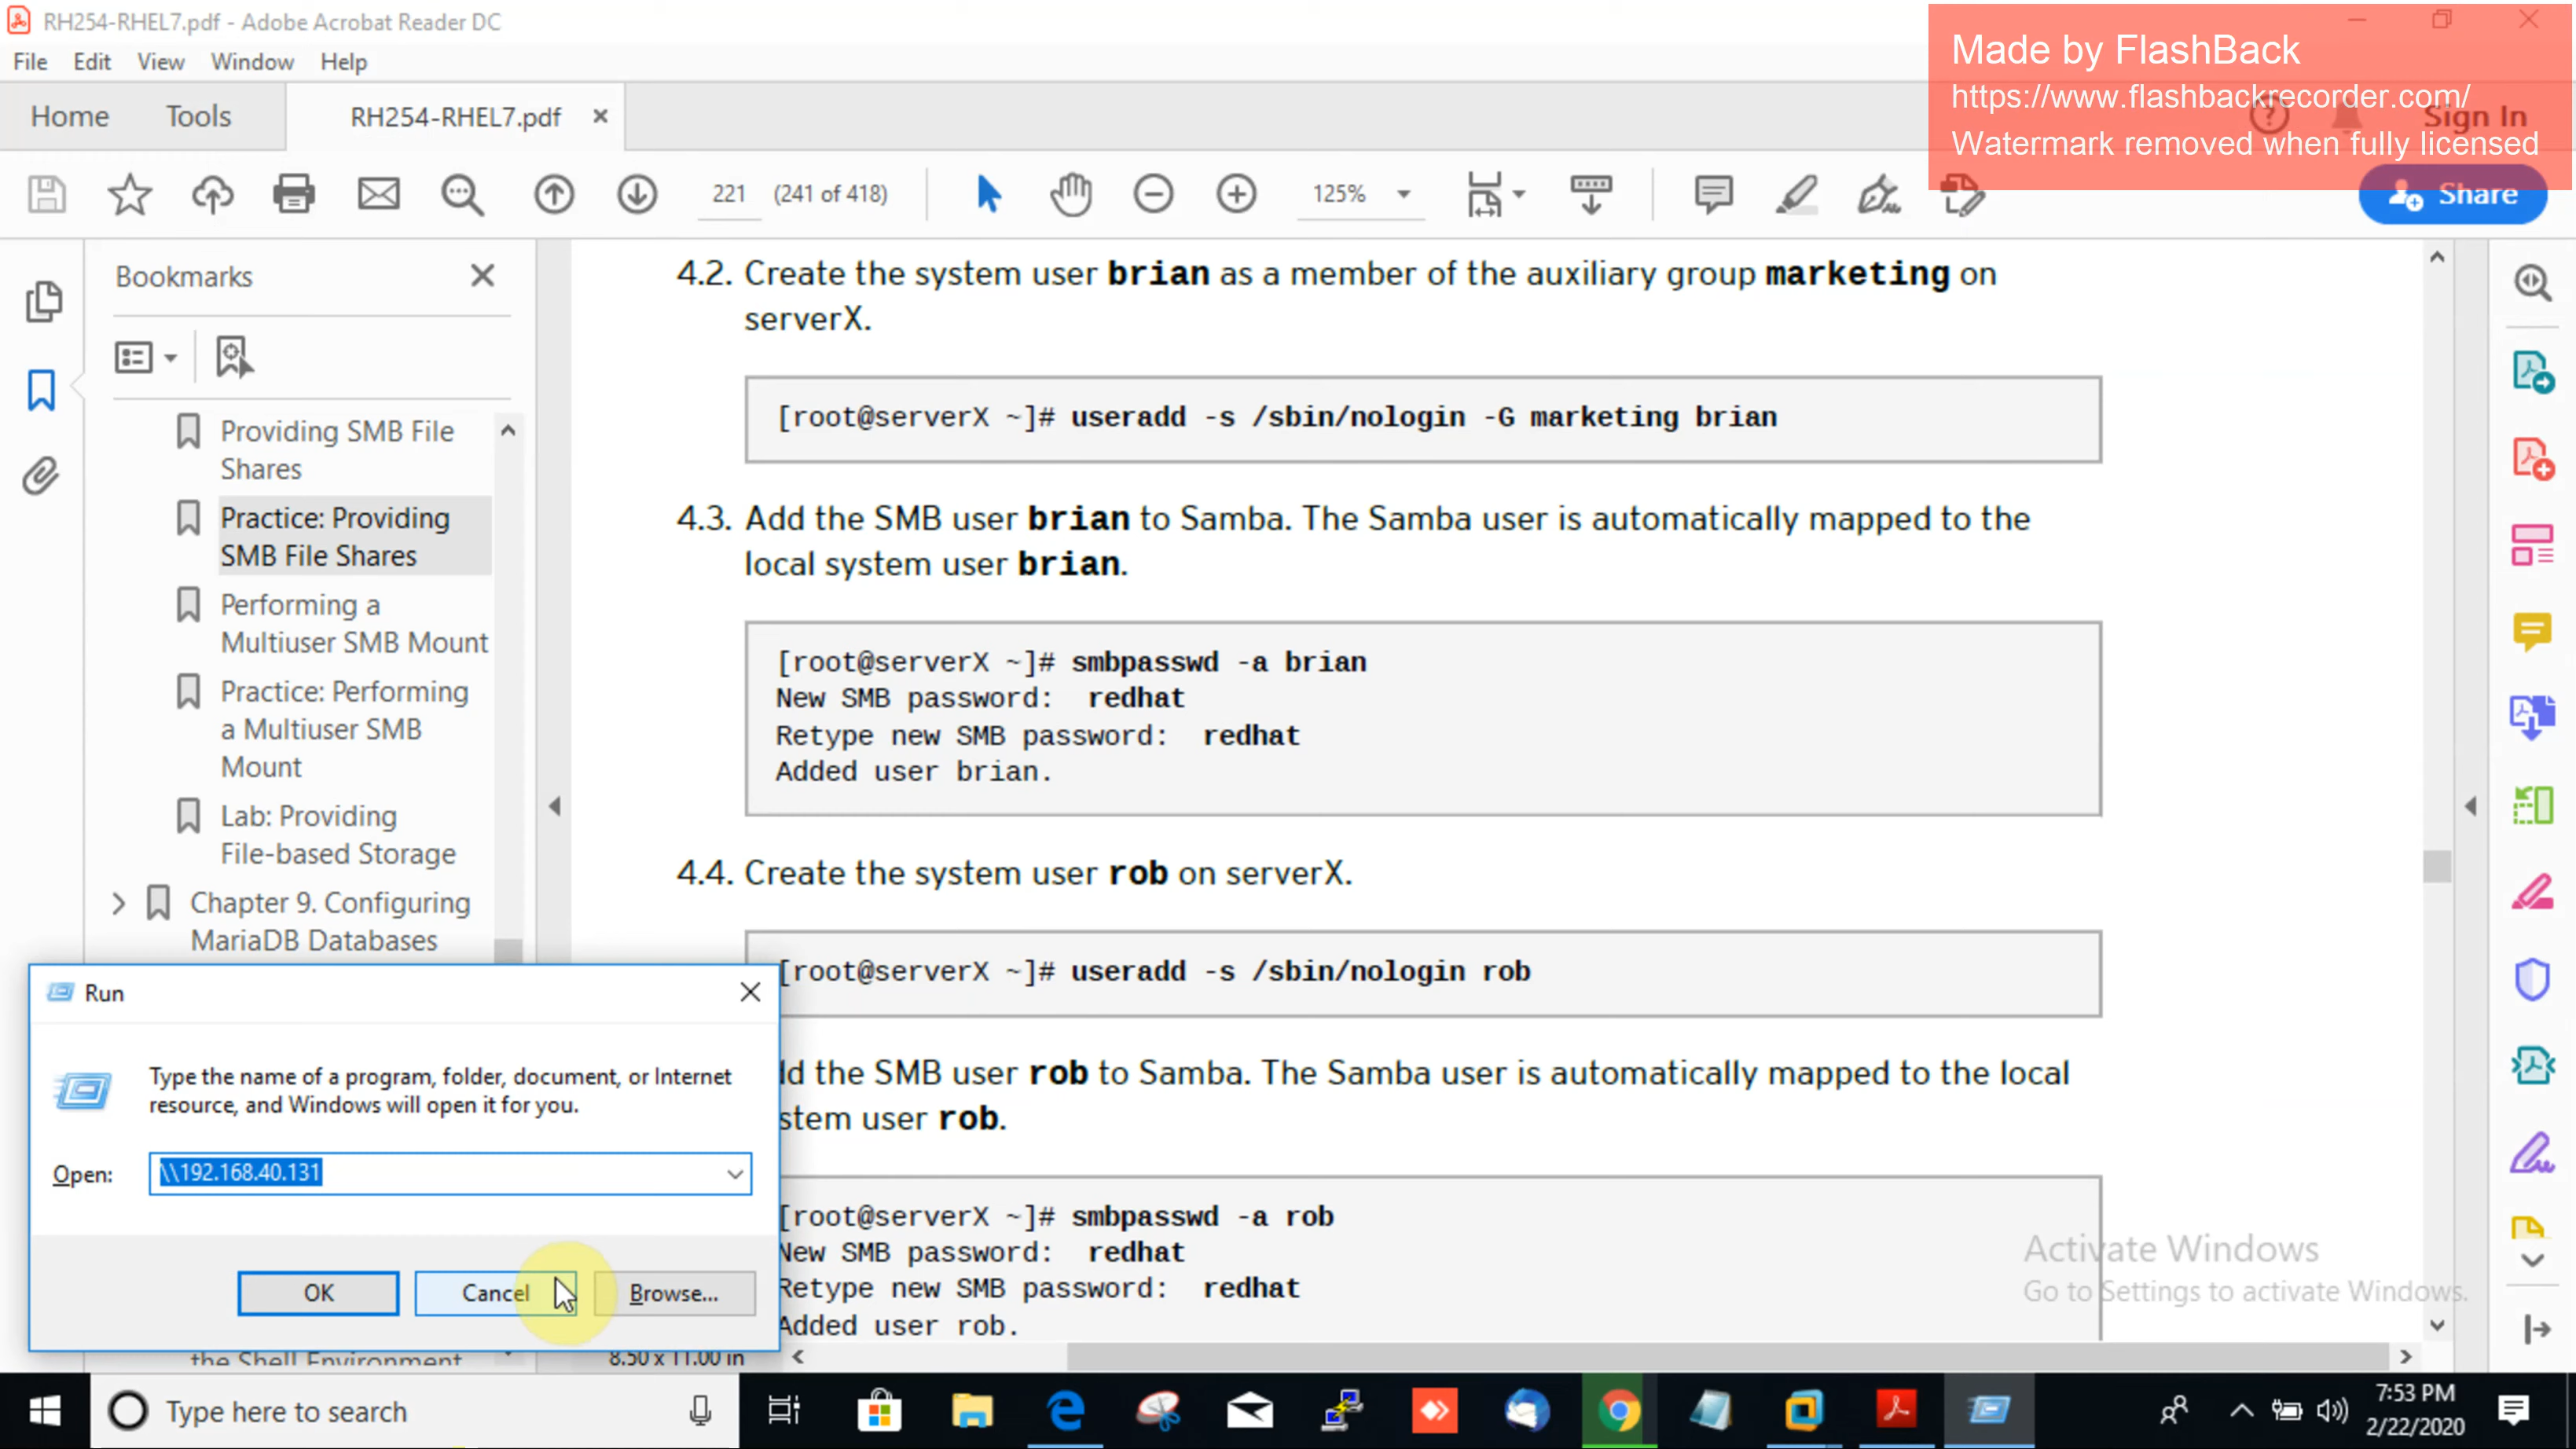 RH254-RHEL7.pdf - Adobe Acrobat Reader DC
File Edit View Window Help
Made by FlashBack
https://www.flashbackrecorder.com/
Watermark removed when fully licensed
Home Tools RH254-RHEL7.pdf
Sign In
221 (241 of 418) 125%
Share
Bookmarks
Providing SMB File
Shares
Practice: Providing
SMB File Shares
Performing a
Multiuser SMB Mount
Practice: Performing
a Multiuser SMB
Mount
Lab: Providing
File-based Storage
Chapter 9. Configuring
MariaDB Databases
the Shell Environment
4.2. Create the system user brian as a member of the auxiliary group marketing on
serverX.
[root@serverX ~]# useradd -s /sbin/nologin -G marketing brian
4.3. Add the SMB user brian to Samba. The Samba user is automatically mapped to the
local system user brian.
[root@serverX ~]# smbpasswd -a brian
New SMB password: redhat
Retype new SMB password: redhat
Added user brian.
4.4. Create the system user rob on serverX.
[root@serverX ~]# useradd -s /sbin/nologin rob
dd the SMB user rob to Samba. The Samba user is automatically mapped to the local
stem user rob.
[root@serverX ~]# smbpasswd -a rob
New SMB password: redhat
Retype new SMB password: redhat
Added user rob.
8.50 x 11.00 in
Run
Type the name of a program, folder, document, or Internet
resource, and Windows will open it for you.
Open: \\192.168.40.131
OK Cancel Browse...
Activate Windows
Go to Settings to activate Windows.
Type here to search
7:53 PM
2/22/2020